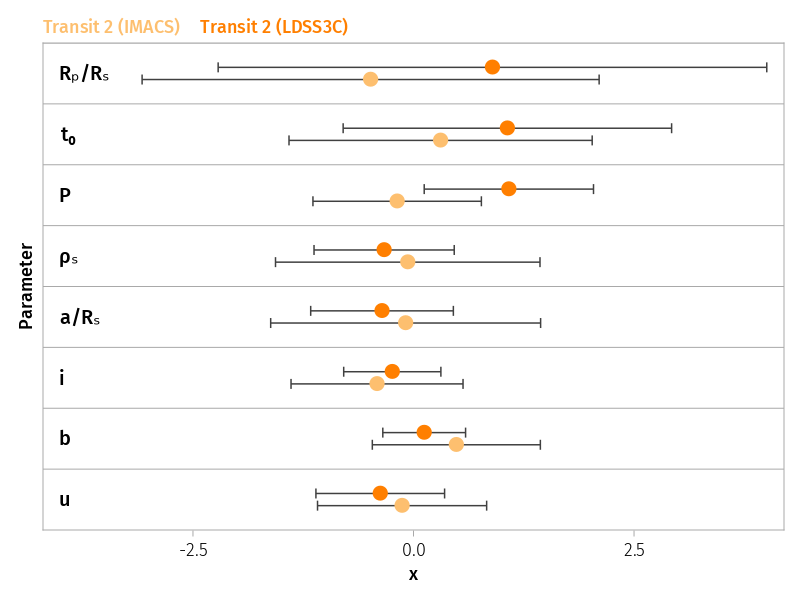 Transit 2 (IMACS) Transit 2 (LDSS3C)
Rₚ/Rₛ
t₀
P
ρₛ
a/Rₛ
i
b
u
Parameter
-2.5 0.0 2.5
x